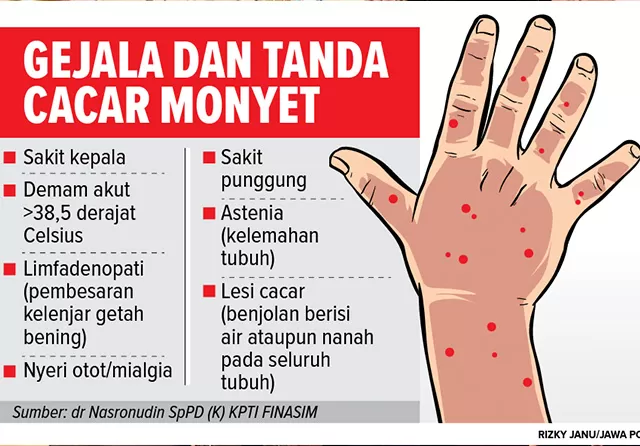 GEJALA DAN TANDA
CACAR MONYET
Sakit kepala
Demam akut
>38,5 derajat
Celsius
Limfadenopati
(pembesaran
kelenjar getah
bening)
Nyeri otot/mialgia
Sakit
punggung
Astenia
(kelemahan
tubuh)
Lesi cacar
(benjolan berisi
air ataupun nanah
pada seluruh
tubuh)
Sumber: dr Nasronudin SpPD (K) KPTI FINASIM
RIZKY JANU/JAWA PO